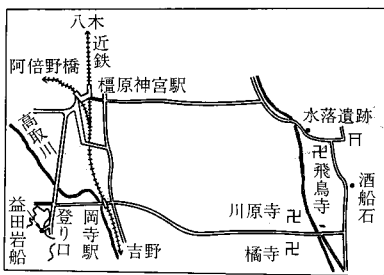 八木
近鉄
阿倍野橋
橿原神宮駅
高取川
水落遺跡
飛鳥寺
酒船石
川原寺
益田岩船
登り口
岡寺駅
吉野
橘寺